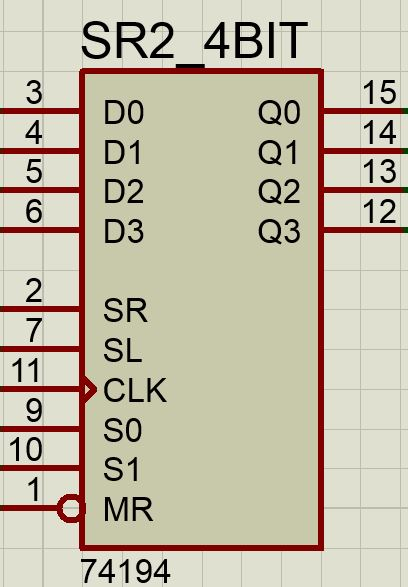 SR2_4BIT
3 D0 Q0 15
4 D1 Q1 14
5 D2 Q2 13
6 D3 Q3 12
2 SR
7 SL
11 CLK
9 S0
10 S1
1 MR
74194